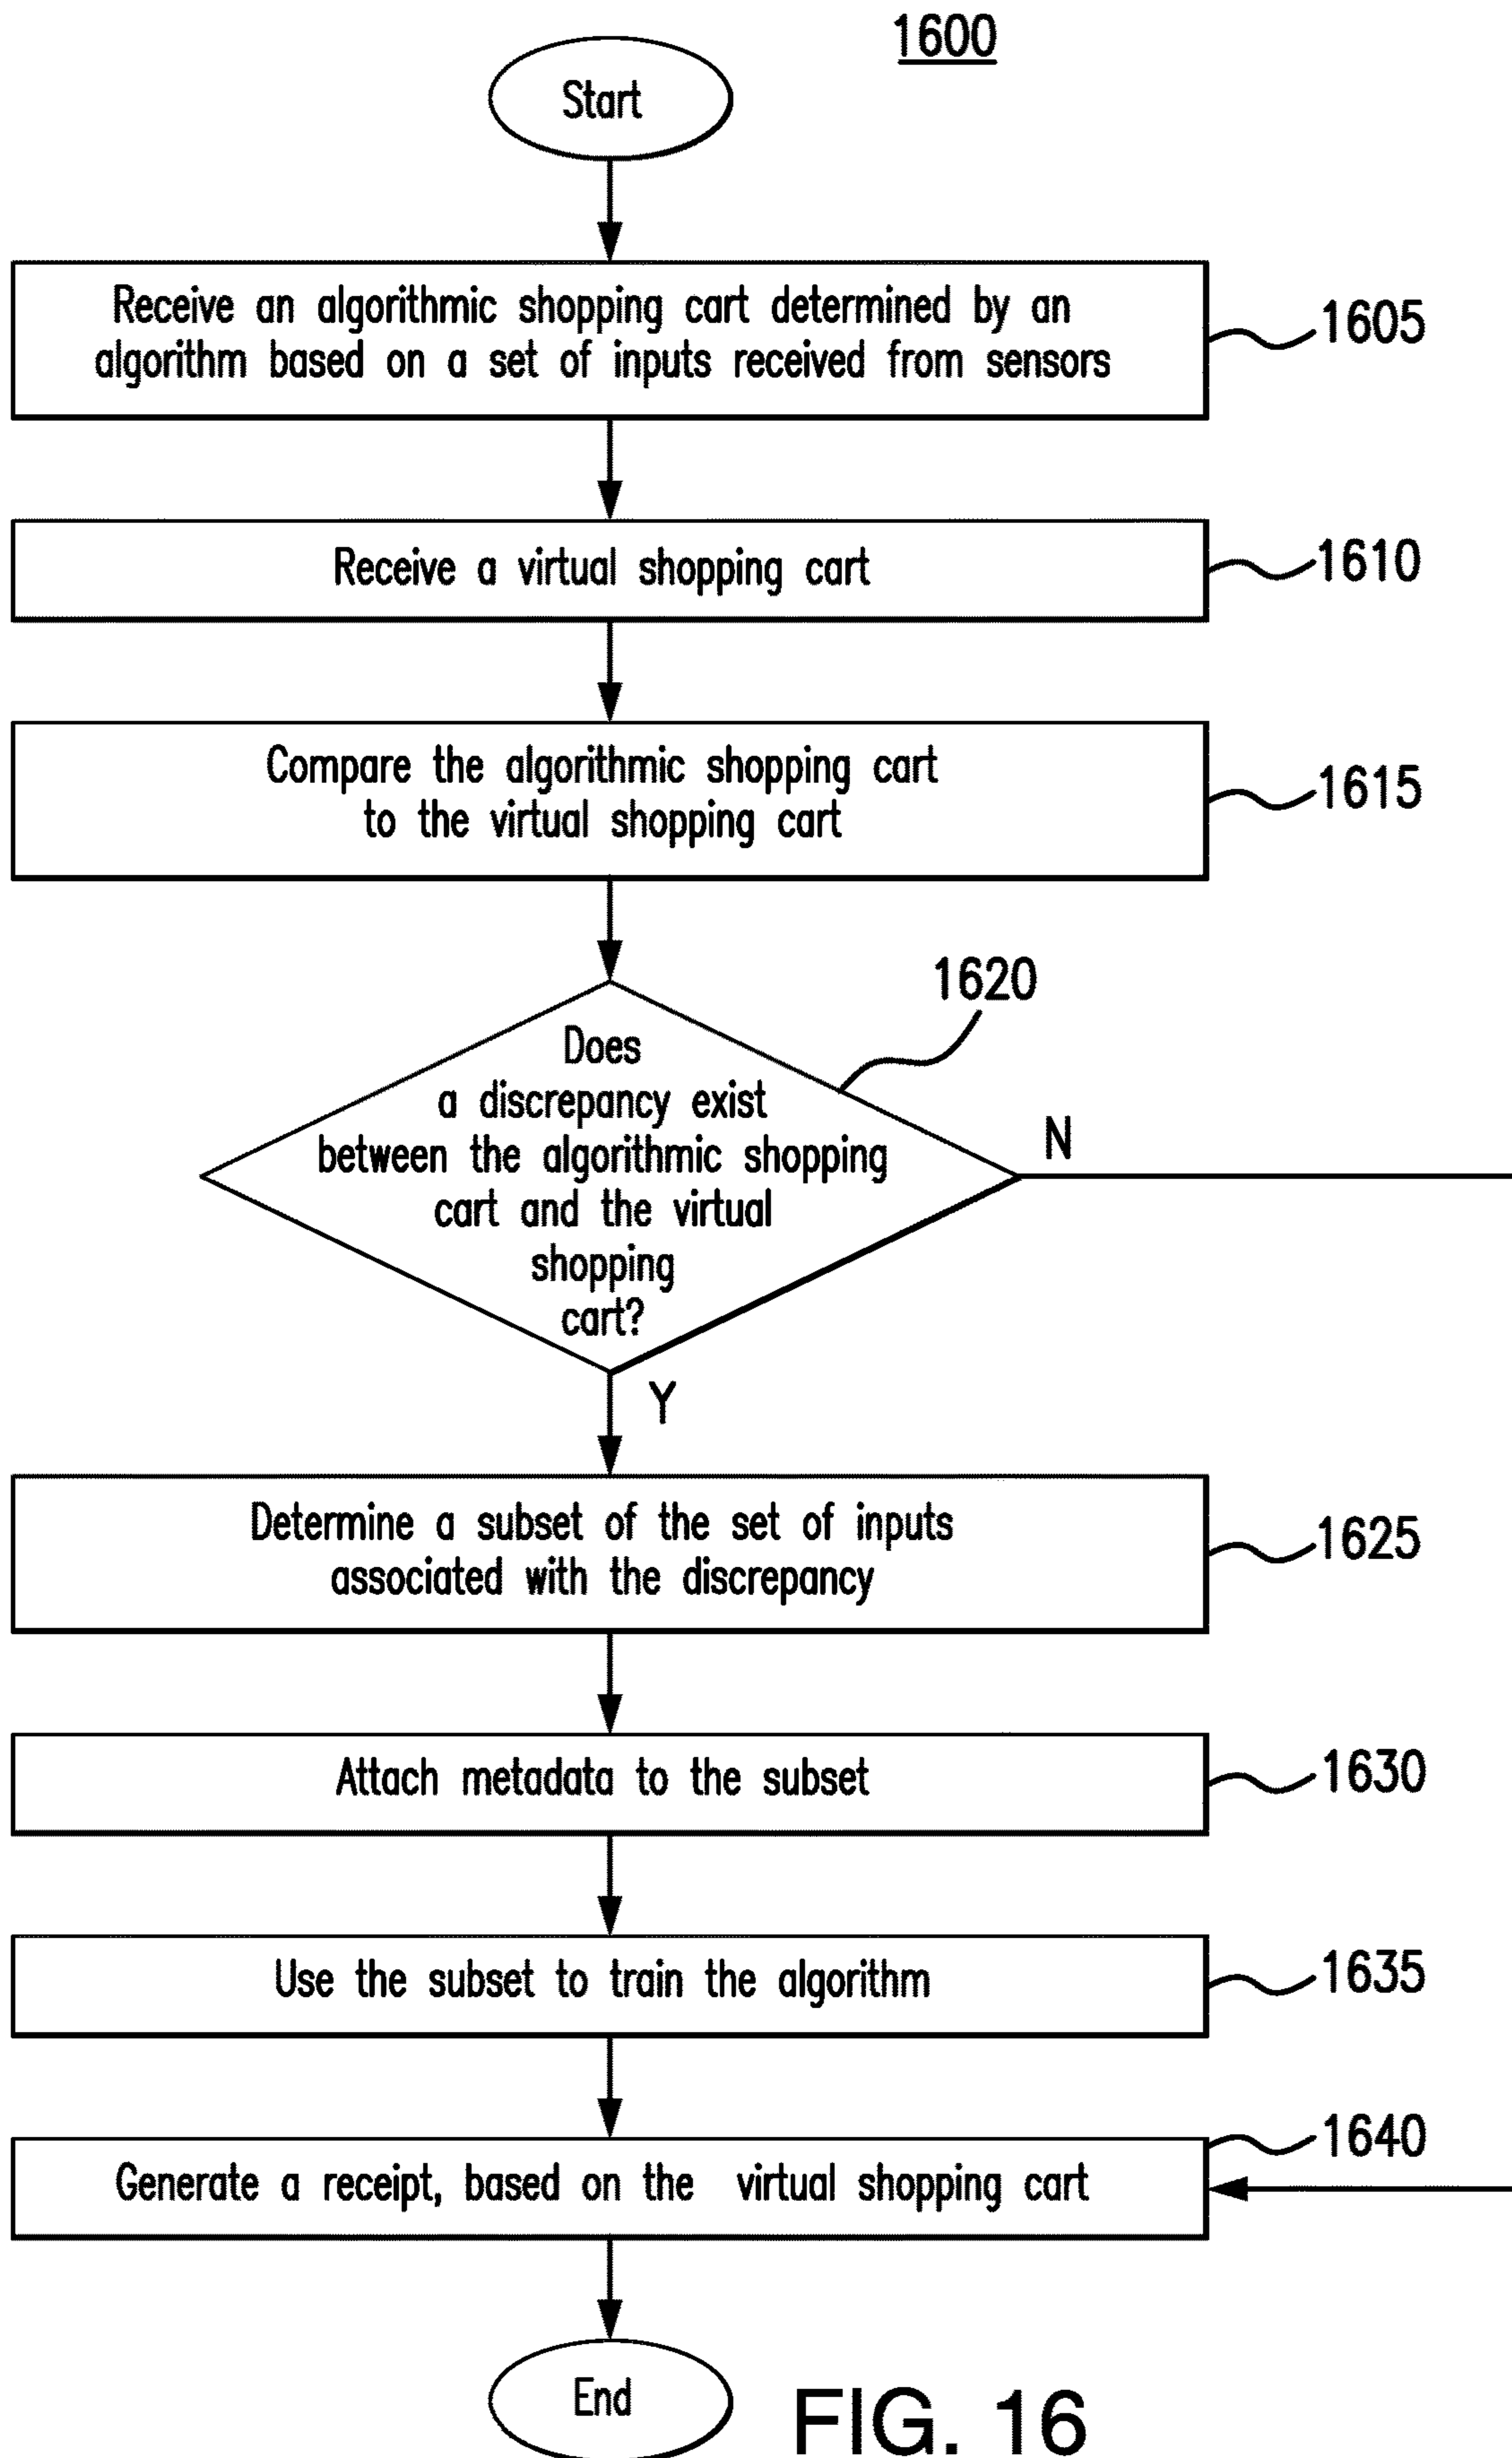 1600
Start
Receive an algorithmic shopping cart determined by an
algorithm based on a set of inputs received from sensors
1605
Receive a virtual shopping cart
1610
Compare the algorithmic shopping cart
to the virtual shopping cart
1615
1620
Does
a discrepancy exist
between the algorithmic shopping
cart and the virtual
shopping
cart?
N
Y
Determine a subset of the set of inputs
associated with the discrepancy
1625
Attach metadata to the subset
1630
Use the subset to train the algorithm
1635
Generate a receipt, based on the virtual shopping cart
1640
End
FIG. 16